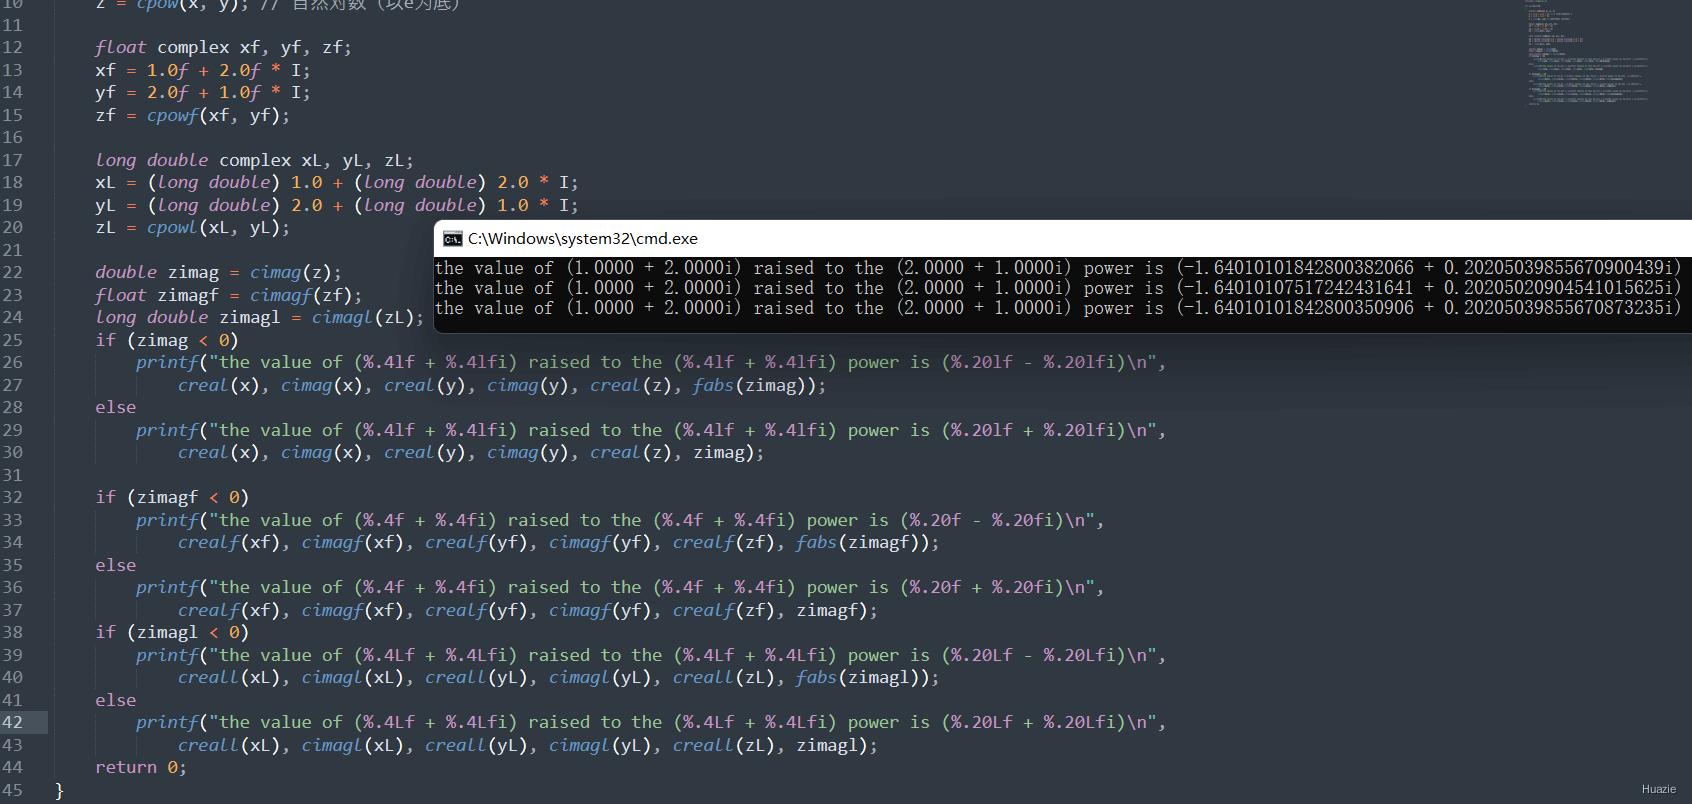 10 z = cpow(x, y); // 自然对数（以e为底）
11
12 float complex xf, yf, zf;
13 xf = 1.0f + 2.0f * I;
14 yf = 2.0f + 1.0f * I;
15 zf = cpowf(xf, yf);
16
17 long double complex xL, yL, zL;
18 xL = (long double) 1.0 + (long double) 2.0 * I;
19 yL = (long double) 2.0 + (long double) 1.0 * I;
20 zL = cpowl(xL, yL);
21
22 double zimag = cimag(z);
23 float zimagf = cimagf(zf);
24 long double zimagl = cimagl(zL);
25 if (zimag < 0)
26 printf("the value of (%.4lf + %.4lfi) raised to the (%.4lf + %.4lfi) power is (%.20lf - %.20lfi)\n",
27 creal(x), cimag(x), creal(y), cimag(y), creal(z), fabs(zimag));
28 else
29 printf("the value of (%.4lf + %.4lfi) raised to the (%.4lf + %.4lfi) power is (%.20lf + %.20lfi)\n",
30 creal(x), cimag(x), creal(y), cimag(y), creal(z), zimag);
31
32 if (zimagf < 0)
33 printf("the value of (%.4f + %.4fi) raised to the (%.4f + %.4fi) power is (%.20f - %.20fi)\n",
34 crealf(xf), cimagf(xf), crealf(yf), cimagf(yf), crealf(zf), fabs(zimagf));
35 else
36 printf("the value of (%.4f + %.4fi) raised to the (%.4f + %.4fi) power is (%.20f + %.20fi)\n",
37 crealf(xf), cimagf(xf), crealf(yf), cimagf(yf), crealf(zf), zimagf);
38 if (zimagl < 0)
39 printf("the value of (%.4Lf + %.4Lfi) raised to the (%.4Lf + %.4Lfi) power is (%.20Lf - %.20Lfi)\n",
40 creall(xL), cimagl(xL), creall(yL), cimagl(yL), creall(zL), fabs(zimagl));
41 else
42 printf("the value of (%.4Lf + %.4Lfi) raised to the (%.4Lf + %.4Lfi) power is (%.20Lf + %.20Lfi)\n",
43 creall(xL), cimagl(xL), creall(yL), cimagl(yL), creall(zL), zimagl);
44 return 0;
45 }
C:\Windows\system32\cmd.exe
the value of (1.0000 + 2.0000i) raised to the (2.0000 + 1.0000i) power is (-1.64010101842800382066 + 0.20205039855670900439i)
the value of (1.0000 + 2.0000i) raised to the (2.0000 + 1.0000i) power is (-1.64010107517242431641 + 0.20205020904541015625i)
the value of (1.0000 + 2.0000i) raised to the (2.0000 + 1.0000i) power is (-1.64010101842800350906 + 0.20205039855670873235i)
Huazie